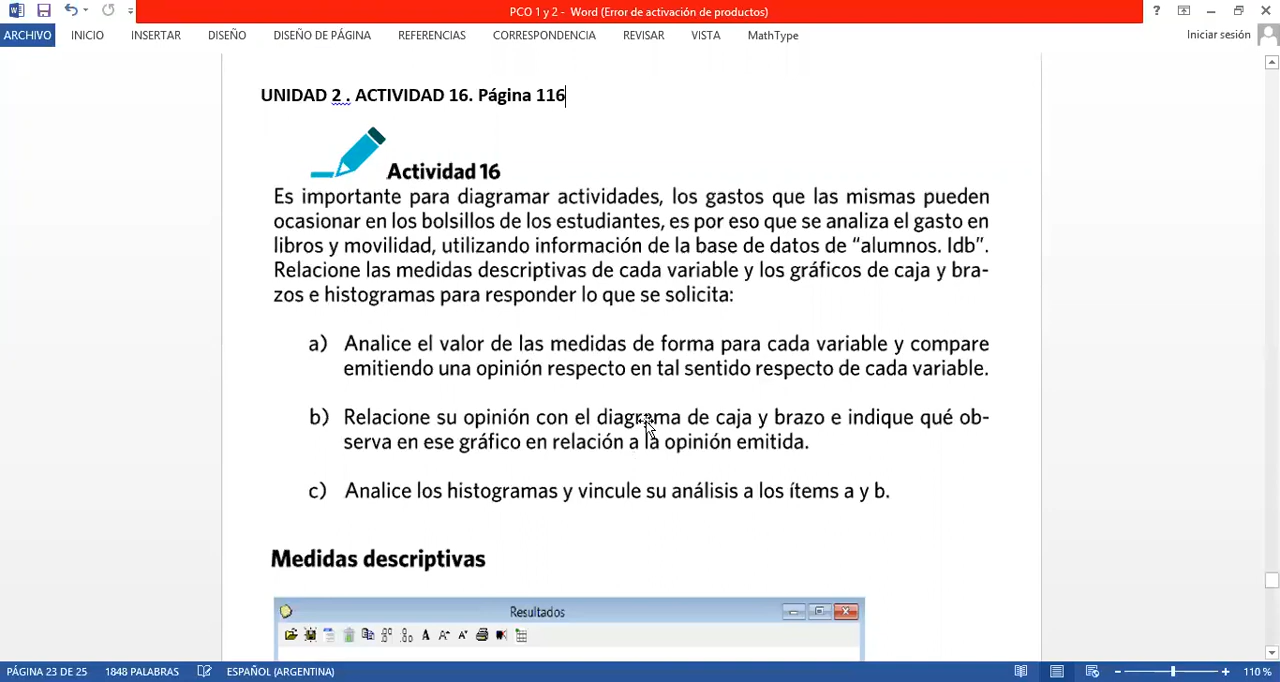 PCO 1 y 2 - Word (Error de activación de productos)
ARCHIVO INICIO INSERTAR DISEÑO DISEÑO DE PÁGINA REFERENCIAS CORRESPONDENCIA REVISAR VISTA MathType Iniciar sesión
UNIDAD 2 . ACTIVIDAD 16. Página 116
Actividad 16
Es importante para diagramar actividades, los gastos que las mismas pueden
ocasionar en los bolsillos de los estudiantes, es por eso que se analiza el gasto en
libros y movilidad, utilizando información de la base de datos de “alumnos. Idb”.
Relacione las medidas descriptivas de cada variable y los gráficos de caja y bra-
zos e histogramas para responder lo que se solicita:
a) Analice el valor de las medidas de forma para cada variable y compare
emitiendo una opinión respecto en tal sentido respecto de cada variable.
b) Relacione su opinión con el diagrama de caja y brazo e indique qué ob-
serva en ese gráfico en relación a la opinión emitida.
c) Analice los histogramas y vincule su análisis a los ítems a y b.
Medidas descriptivas
Resultados
PÁGINA 23 DE 25 1848 PALABRAS ESPAÑOL (ARGENTINA) 110 %